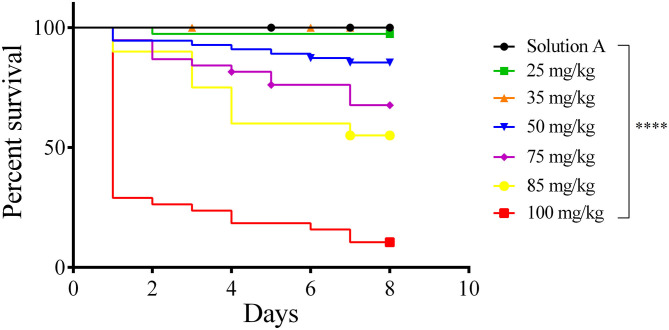 Percent survival
100
50
0
0
2
4
6
8
10
Days
Solution A
25 mg/kg
35 mg/kg
50 mg/kg
75 mg/kg
85 mg/kg
100 mg/kg
****